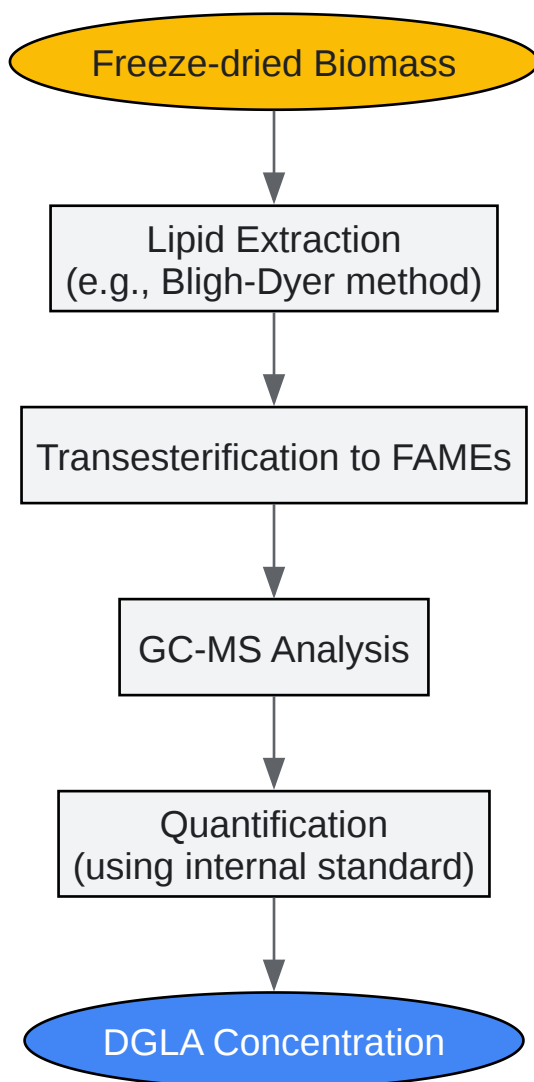 Freeze-dried Biomass
Lipid Extraction
(e.g., Bligh-Dyer method)
Transesterification to FAMEs
GC-MS Analysis
Quantification
(using internal standard)
DGLA Concentration